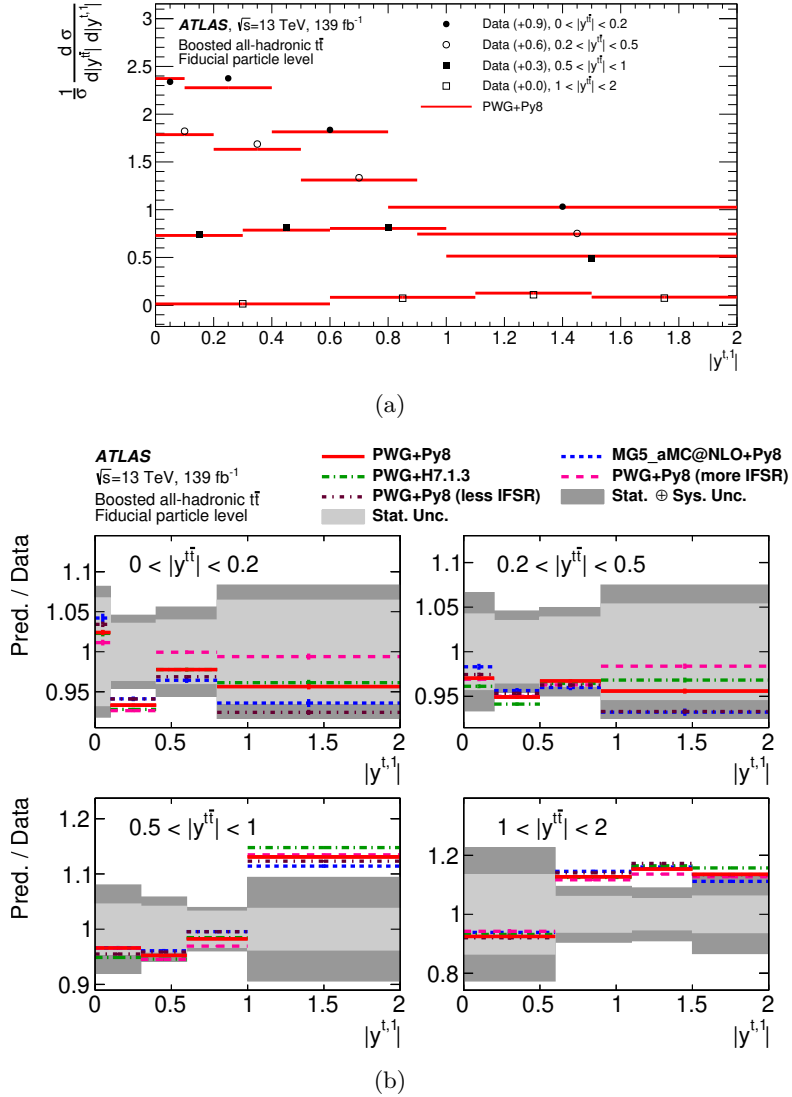 ATLAS, √s=13 TeV, 139 fb⁻¹
Boosted all-hadronic tt̄
Fiducial particle level
Data (+0.9), 0 < |y^{tt̄}| < 0.2
Data (+0.6), 0.2 < |y^{tt̄}| < 0.5
Data (+0.3), 0.5 < |y^{tt̄}| < 1
Data (+0.0), 1 < |y^{tt̄}| < 2
PWG+Py8
1/σ d σ / d|y^{tt̄}| d|y^{t,1}|
3
2.5
2
1.5
1
0.5
0
0 0.2 0.4 0.6 0.8 1 1.2 1.4 1.6 1.8 2
|y^{t,1}|
(a)
ATLAS
√s=13 TeV, 139 fb⁻¹
Boosted all-hadronic tt̄
Fiducial particle level
PWG+Py8
PWG+H7.1.3
PWG+Py8 (less IFSR)
Stat. Unc.
MG5_aMC@NLO+Py8
PWG+Py8 (more IFSR)
Stat. ⊕ Sys. Unc.
Pred. / Data
0 < |y^{tt̄}| < 0.2
1.1
1.05
1
0.95
0 0.5 1 1.5 2
|y^{t,1}|
0.2 < |y^{tt̄}| < 0.5
1.1
1.05
1
0.95
0 0.5 1 1.5 2
|y^{t,1}|
Pred. / Data
0.5 < |y^{tt̄}| < 1
1.2
1.1
1
0.9
0 0.5 1 1.5 2
|y^{t,1}|
1 < |y^{tt̄}| < 2
1.2
1
0.8
0 0.5 1 1.5 2
|y^{t,1}|
(b)